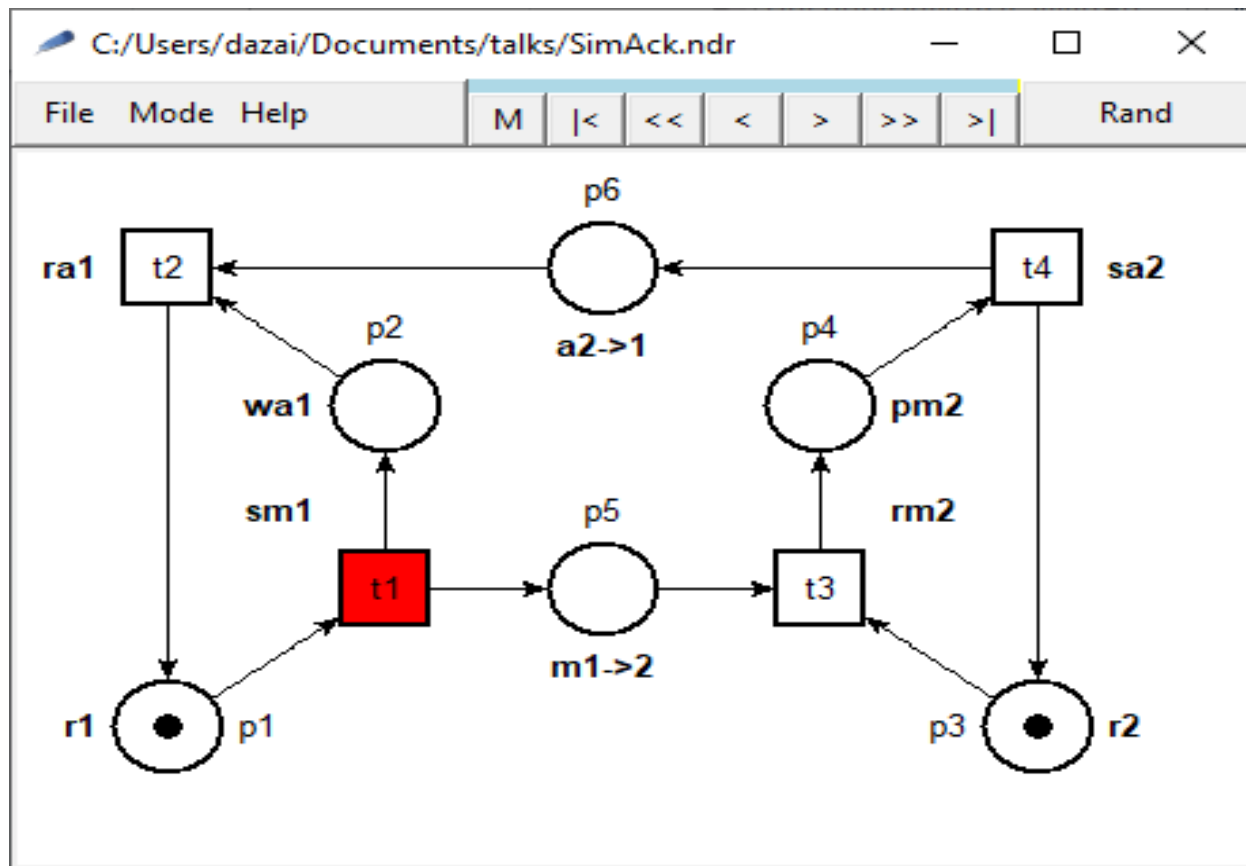 C:/Users/dazai/Documents/talks/SimAck.ndr
File Mode Help M |< << < > >> >| Rand
p6
ra1 t2 t4 sa2
p2 p4
a2->1
wa1 pm2
sm1 p5 rm2
t1 t3
m1->2
r1 p1 p3 r2